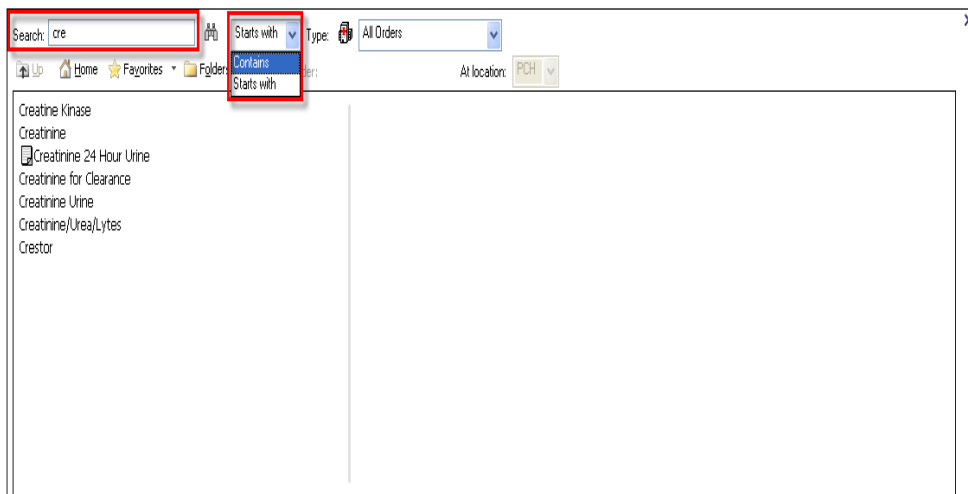 Search: cre Starts with Type: All Orders
Up Home Favorites Folders der: At location: PCH
Contains
Starts with
Creatine Kinase
Creatinine
Creatinine 24 Hour Urine
Creatinine for Clearance
Creatinine Urine
Creatinine/Urea/Lytes
Crestor